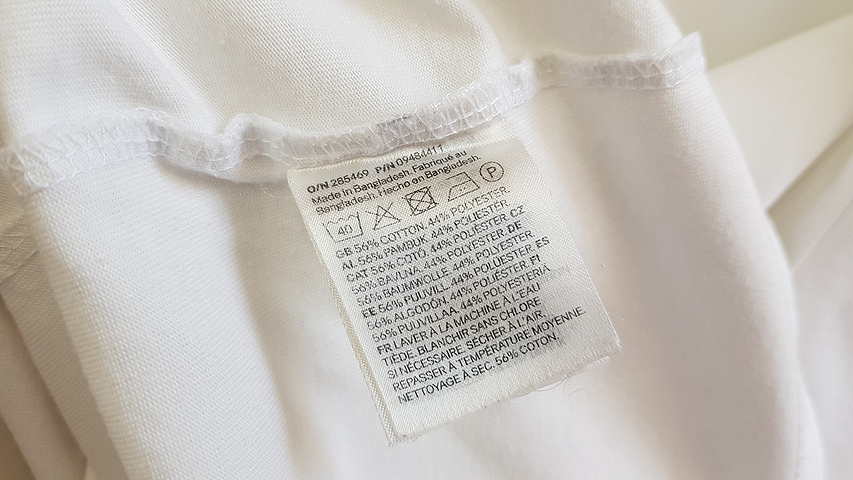 O/N 285469 P/N 09484411
Made in Bangladesh. Fabriqué au
Bangladesh. Hecho en Bangladesh.
40 P
GB 56% COTTON. 44% POLYESTER.
AL 56% PAMBUK. 44% POLIESTER.
CAT 56% COTÓ. 44% POLIÈSTER. CZ
56% BAVLNA. 44% POLYESTER. DE
56% BAUMWOLLE. 44% POLYESTER
EE 56% PUUVILL. 44% POLÜESTER. ES
56% ALGODÓN. 44% POLIÉSTER. FI
56% PUUVILLAA. 44% POLYESTERIA.
FR LAVER À LA MACHINE À L'EAU
TIÈDE. BLANCHIR SANS CHLORE
SI NÉCESSAIRE. SÉCHER À L'AIR.
REPASSER À TEMPÉRATURE MOYENNE.
NETTOYAGE À SEC. 56% COTON.